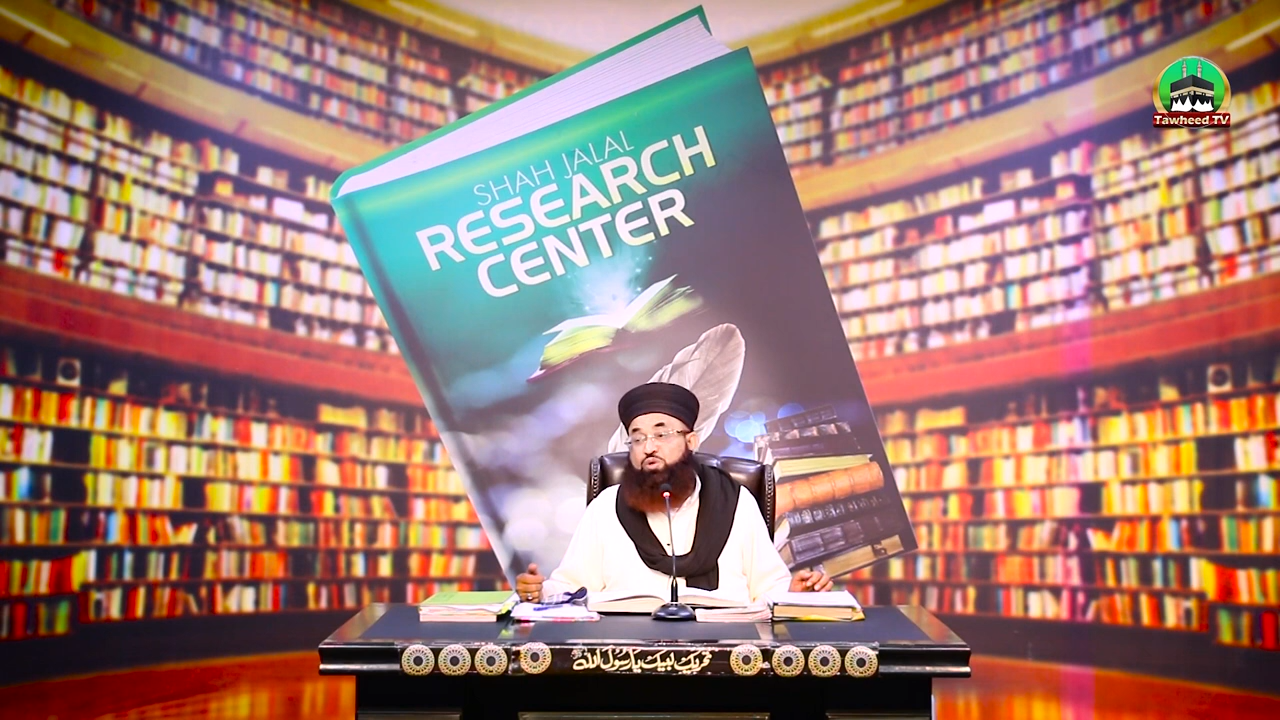 SHAH JALAL
RESEARCH
CENTER
Tawheed TV
تحریک لبیک یا رسول اللہ